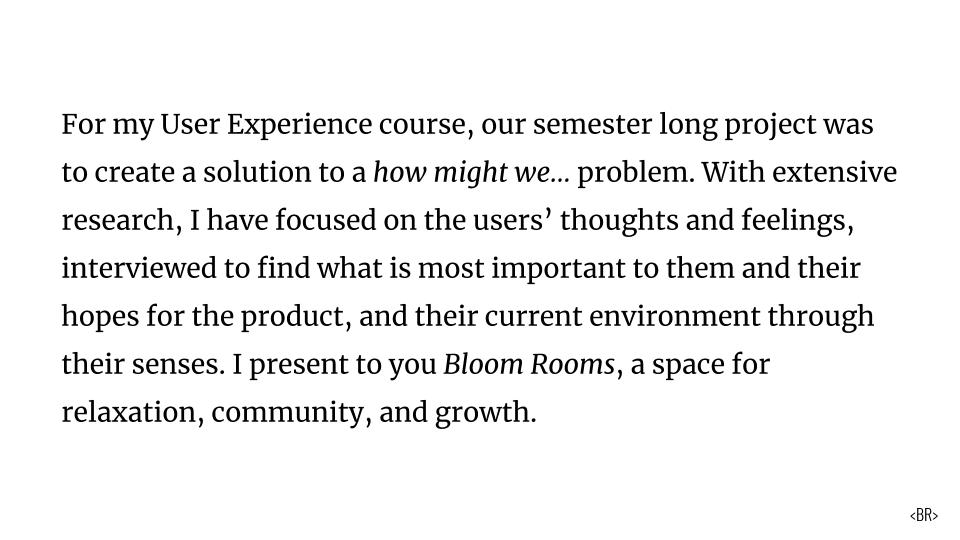 For my User Experience course, our semester long project was
to create a solution to a how might we... problem. With extensive
research, I have focused on the users’ thoughts and feelings,
interviewed to find what is most important to them and their
hopes for the product, and their current environment through
their senses. I present to you Bloom Rooms, a space for
relaxation, community, and growth.
<BR>